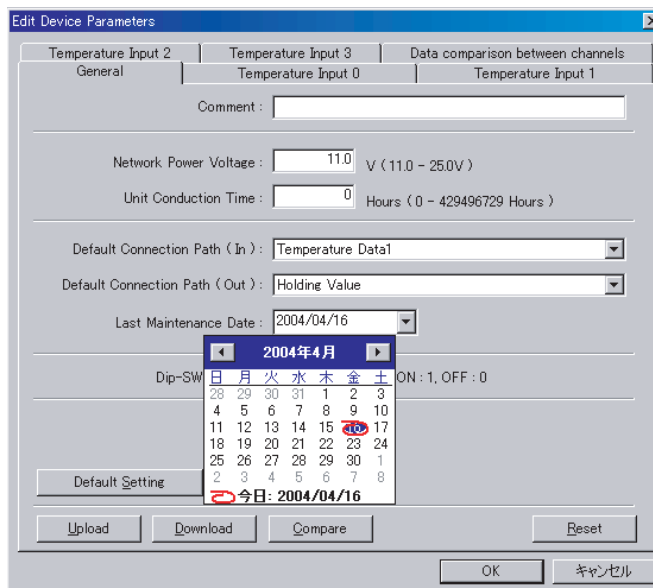 Edit Device Parameters
Temperature Input 2 Temperature Input 3 Data comparison between channels
General Temperature Input 0 Temperature Input 1
Comment :
Network Power Voltage : 11.0 V ( 11.0 - 25.0V )
Unit Conduction Time : 0 Hours ( 0 - 429496729 Hours )
Default Connection Path ( In ) : Temperature Data1
Default Connection Path ( Out ) : Holding Value
Last Maintenance Date : 2004/04/16
2004年4月
Dip-SW ON : 1, OFF : 0
日 月 火 水 木 金 土
28 29 30 31 1 2 3
4 5 6 7 8 9 10
11 12 13 14 15 16 17
18 19 20 21 22 23 24
25 26 27 28 29 30 1
2 3 4 5 6 7 8
今日: 2004/04/16
Default Setting
Upload Download Compare Reset
OK キャンセル